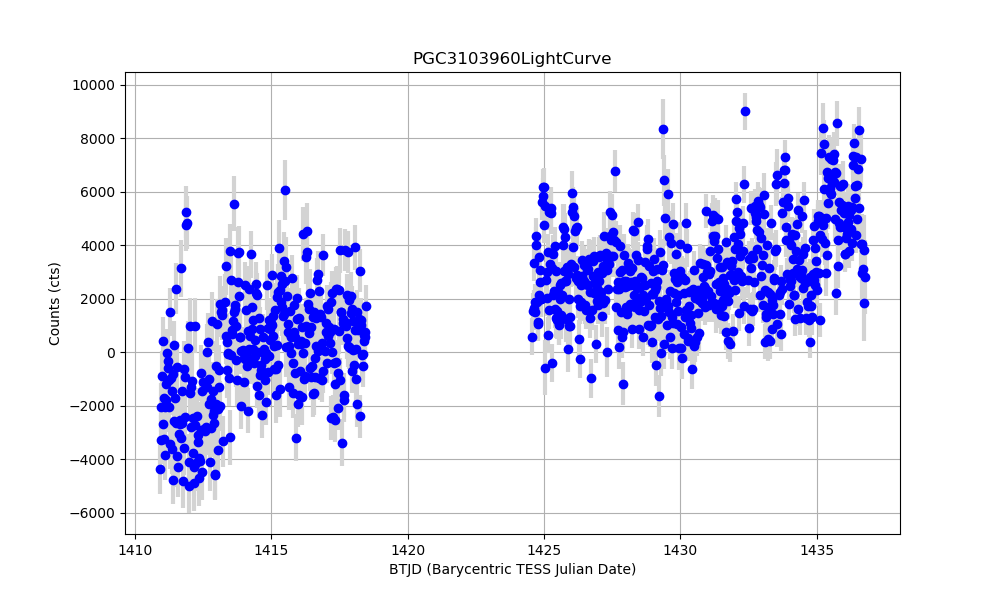 PGC3103960LightCurve
10000
8000
6000
4000
2000
0
−2000
−4000
−6000
Counts (cts)
1410 1415 1420 1425 1430 1435
BTJD (Barycentric TESS Julian Date)